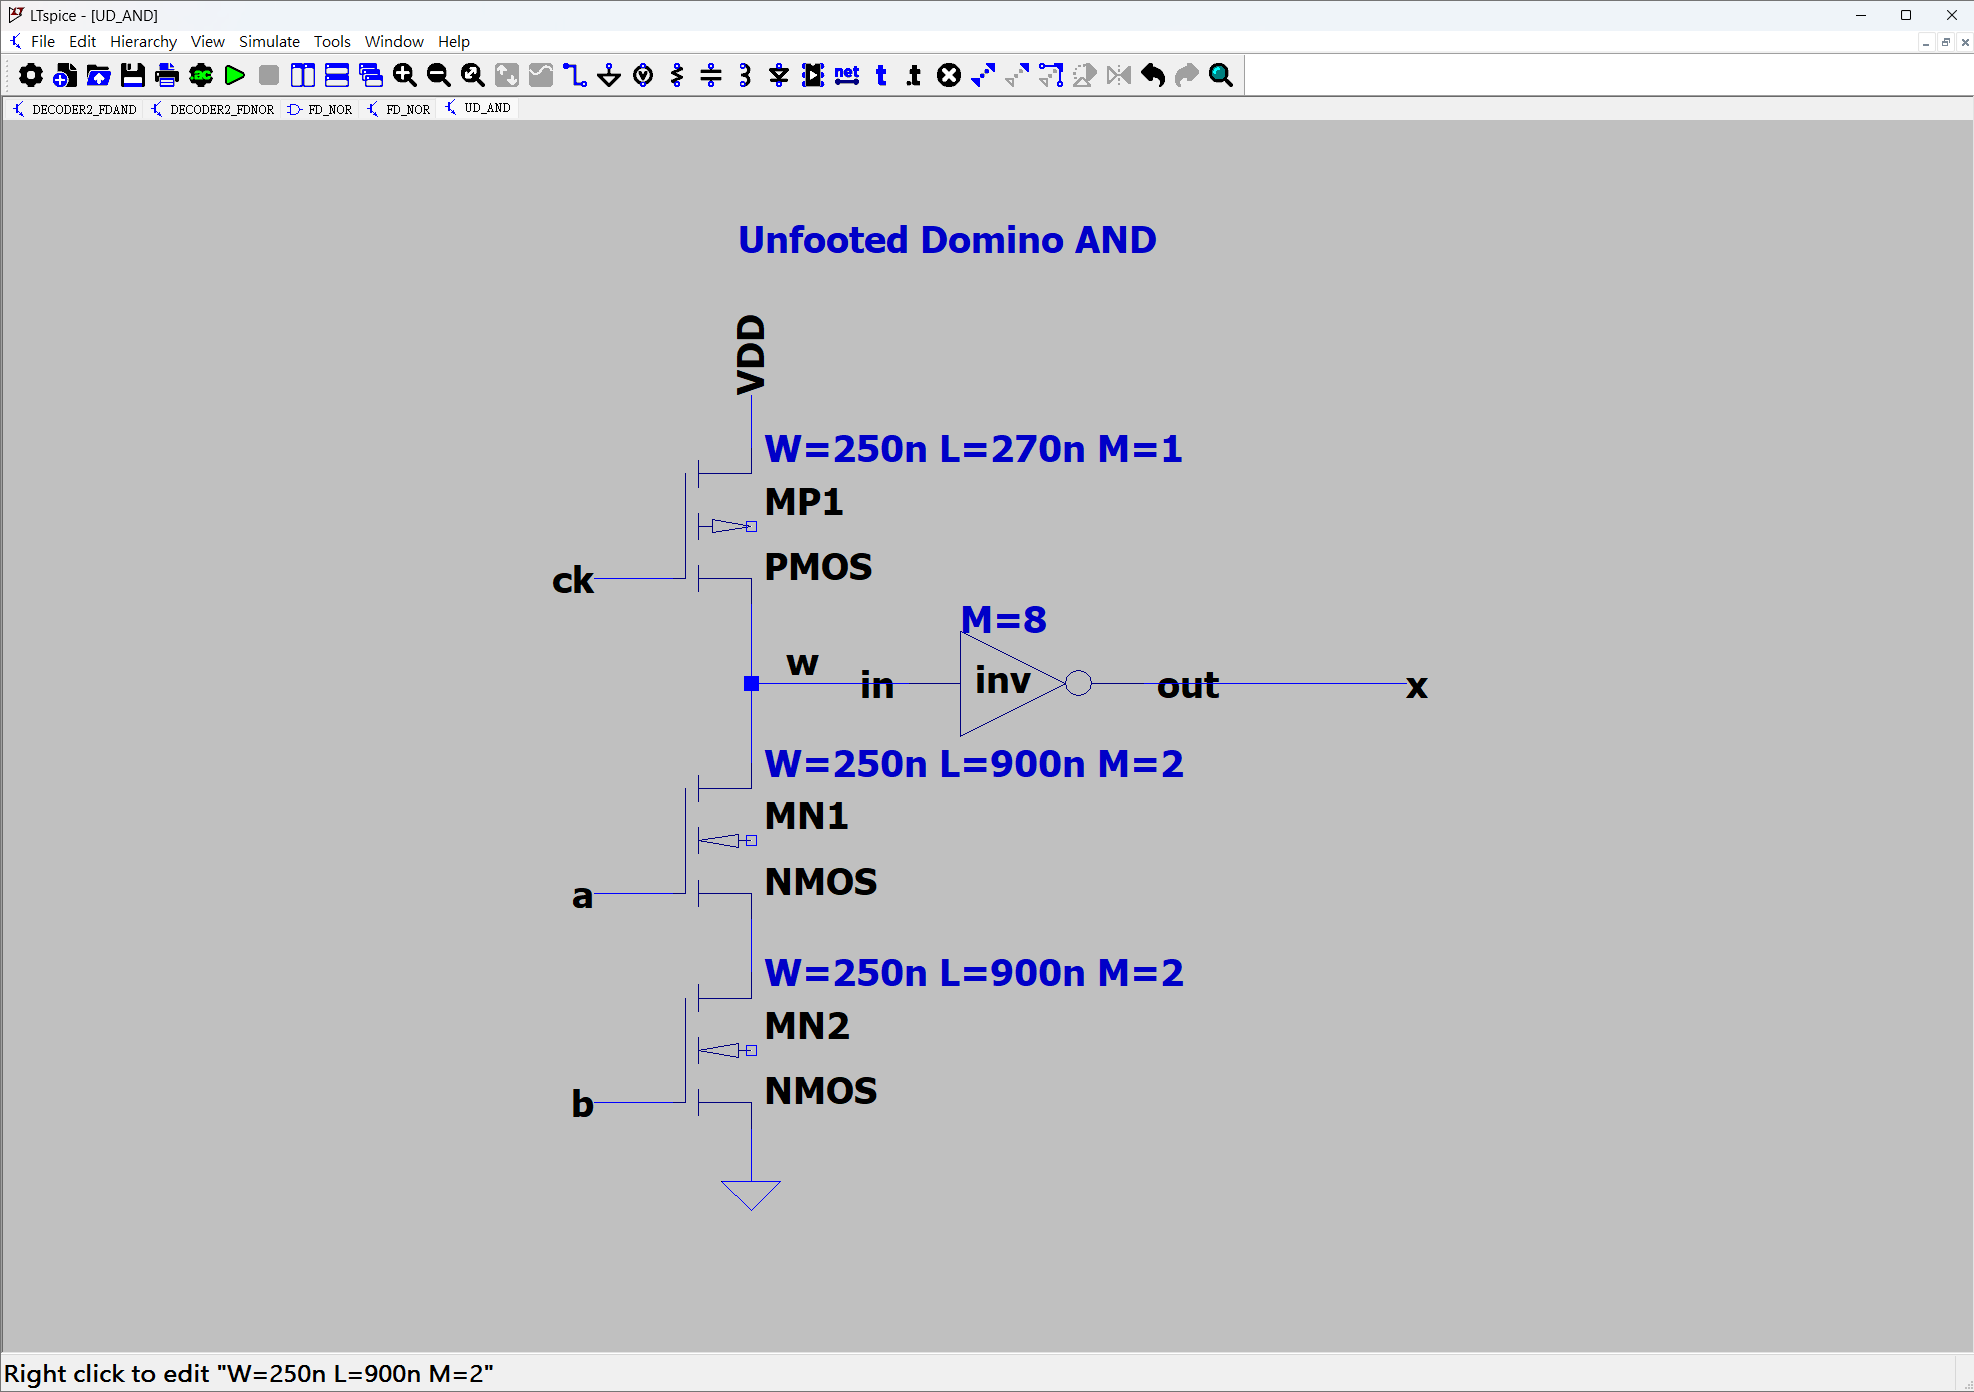 LTspice - [UD_AND]
File Edit Hierarchy View Simulate Tools Window Help
.ac net t .t
DECODER2_FDAND DECODER2_FDNOR FD_NOR FD_NOR UD_AND
Unfooted Domino AND
VDD
W=250n L=270n M=1
MP1
ck
PMOS
M=8
w
in
inv
out
x
W=250n L=900n M=2
MN1
a
NMOS
W=250n L=900n M=2
MN2
b
NMOS
Right click to edit "W=250n L=900n M=2"